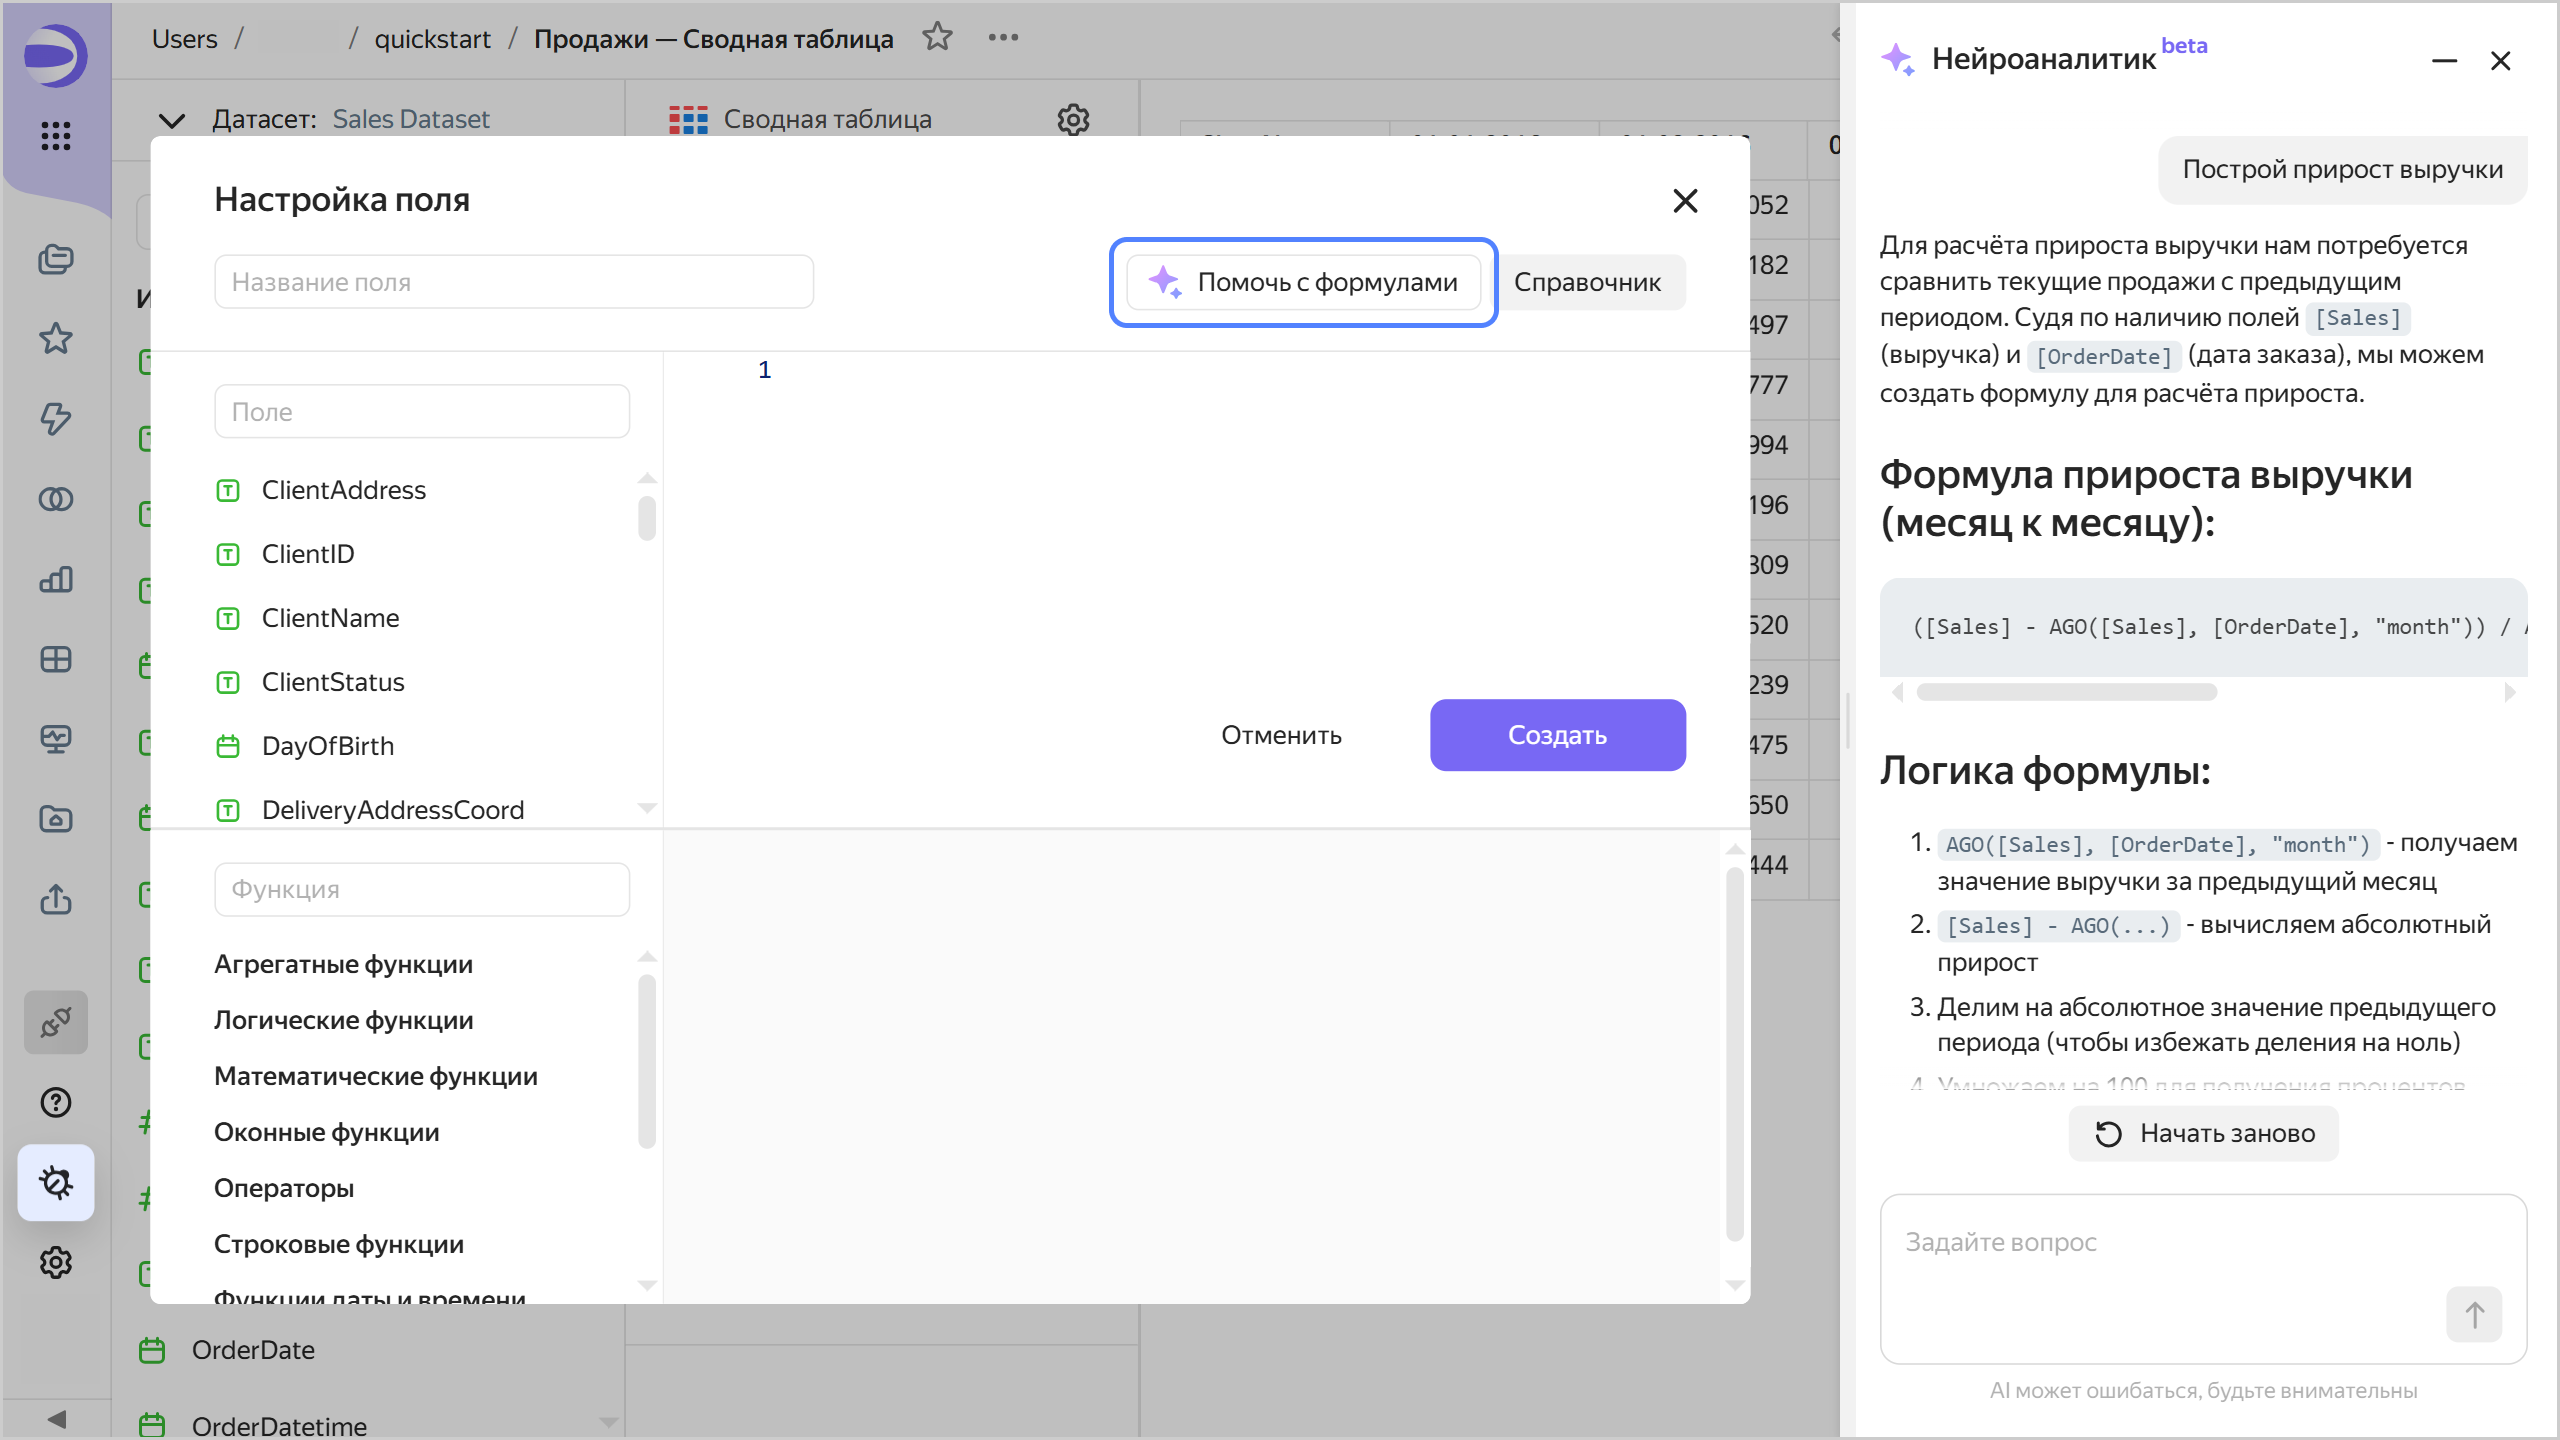 Users / / quickstart / Продажи — Сводная таблица
Датасет: Sales Dataset
Сводная таблица
Настройка поля
Название поля
Помочь с формулами
Справочник
Поле
1
ClientAddress
ClientID
ClientName
ClientStatus
DayOfBirth
DeliveryAddressCoord
Отменить
Создать
Функция
Агрегатные функции
Логические функции
Математические функции
Оконные функции
Операторы
Строковые функции
Функции даты и времени
OrderDate
OrderDatetime
052
182
497
777
994
196
309
520
239
475
650
444
Нейроаналитик beta
Построй прирост выручки
Для расчёта прироста выручки нам потребуется
сравнить текущие продажи с предыдущим
периодом. Судя по наличию полей [Sales]
(выручка) и [OrderDate] (дата заказа), мы можем
создать формулу для расчёта прироста.
Формула прироста выручки
(месяц к месяцу):
([Sales] - AGO([Sales], [OrderDate], "month")) /
Логика формулы:
1. AGO([Sales], [OrderDate], "month") - получаем
значение выручки за предыдущий месяц
2. [Sales] - AGO(...) - вычисляем абсолютный
прирост
3. Делим на абсолютное значение предыдущего
периода (чтобы избежать деления на ноль)
4. Умножаем на 100 для получения процентов
Начать заново
Задайте вопрос
AI может ошибаться, будьте внимательны